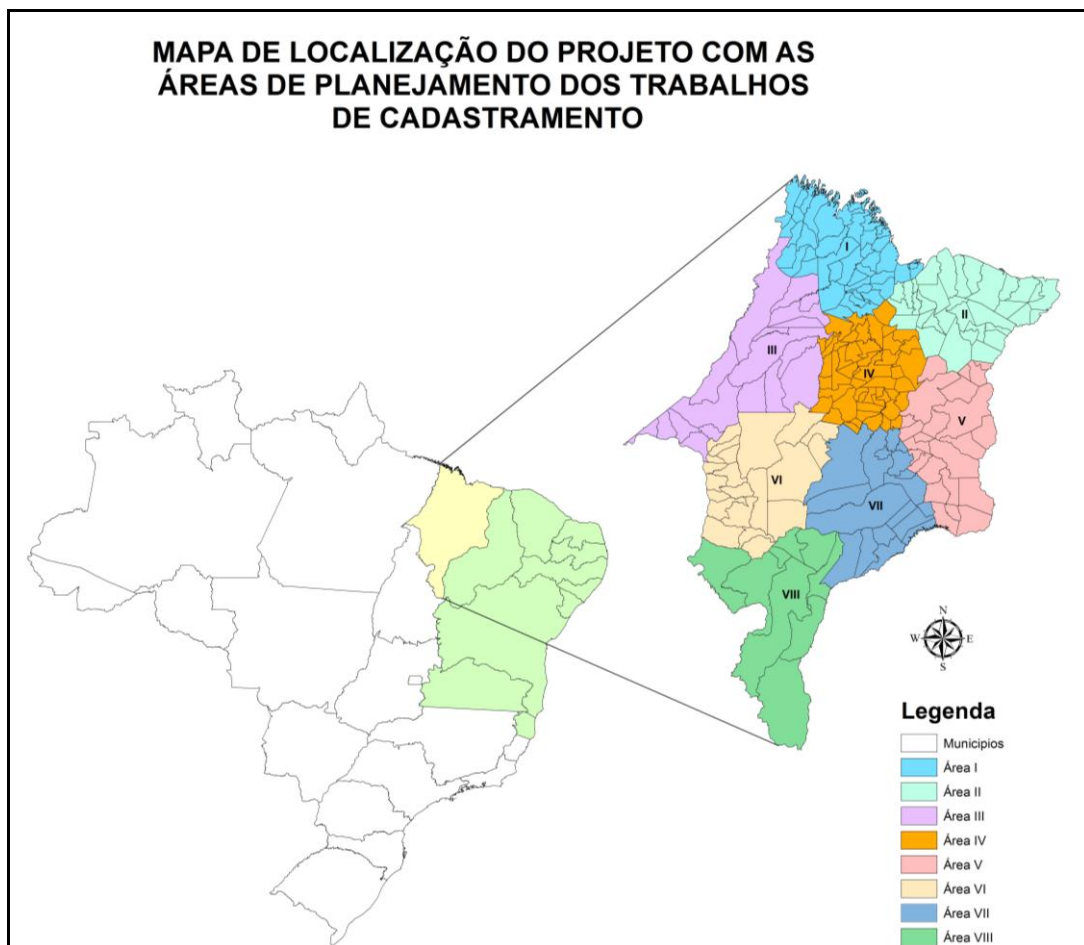 MAPA DE LOCALIZAÇÃO DO PROJETO COM AS
ÁREAS DE PLANEJAMENTO DOS TRABALHOS
DE CADASTRAMENTO
I
II
III
IV
V
VI
VII
VIII
N
W E
S
Legenda
Municipios
Área I
Área II
Área III
Área IV
Área V
Área VI
Área VII
Área VIII